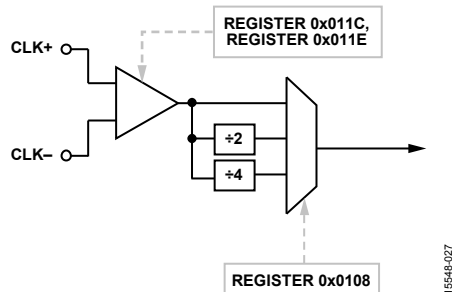 REGISTER 0x011C,
REGISTER 0x011E
CLK+
÷2
CLK–
÷4
REGISTER 0x0108
15548-027